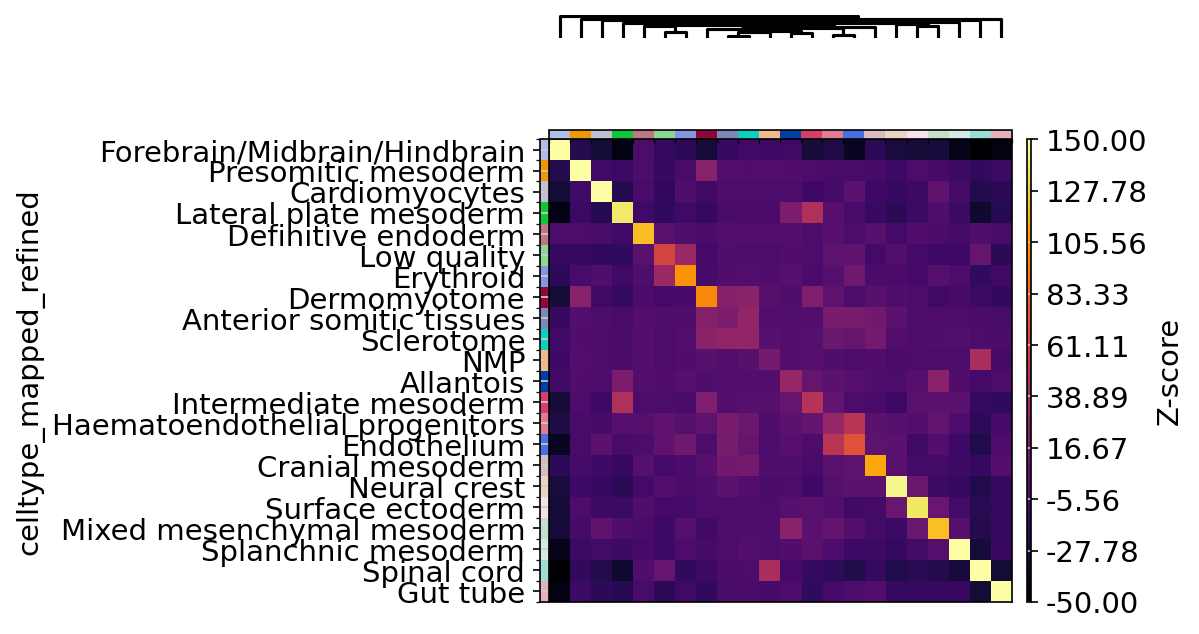 celltype_mapped_refined
Forebrain/Midbrain/Hindbrain
Presomitic mesoderm
Cardiomyocytes
Lateral plate mesoderm
Definitive endoderm
Low quality
Erythroid
Dermomyotome
Anterior somitic tissues
Sclerotome
NMP
Allantois
Intermediate mesoderm
Haematoendothelial progenitors
Endothelium
Cranial mesoderm
Neural crest
Surface ectoderm
Mixed mesenchymal mesoderm
Splanchnic mesoderm
Spinal cord
Gut tube
150.00
127.78
105.56
83.33
61.11
38.89
16.67
-5.56
-27.78
-50.00
Z-score